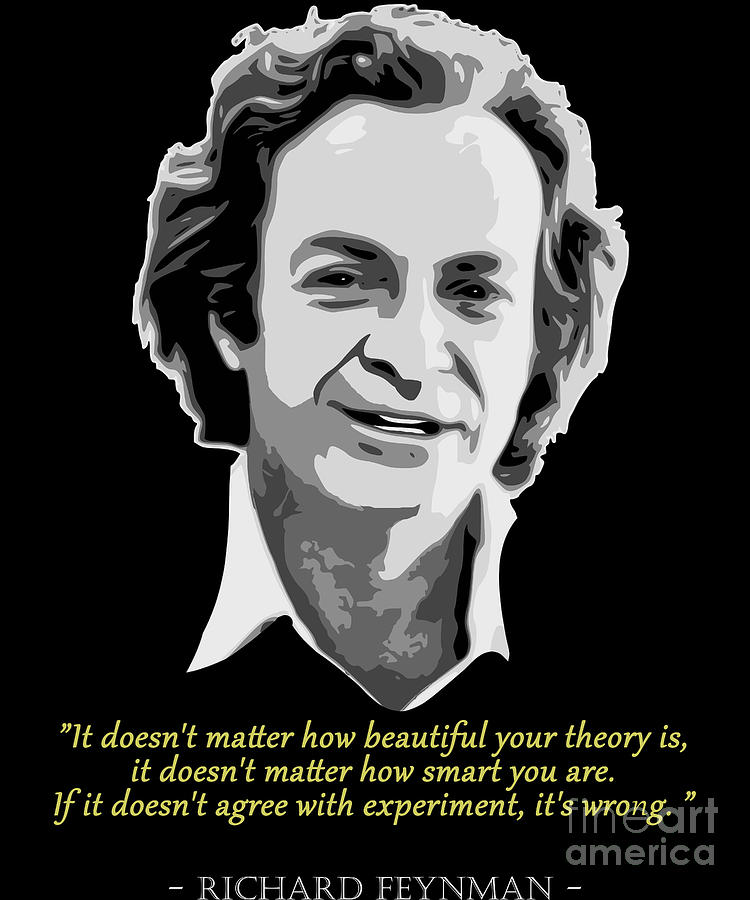 ”It doesn't matter how beautiful your theory is,
it doesn't matter how smart you are.
If it doesn't agree with experiment, it's wrong. ”
fineart
america
- RICHARD FEYNMAN -